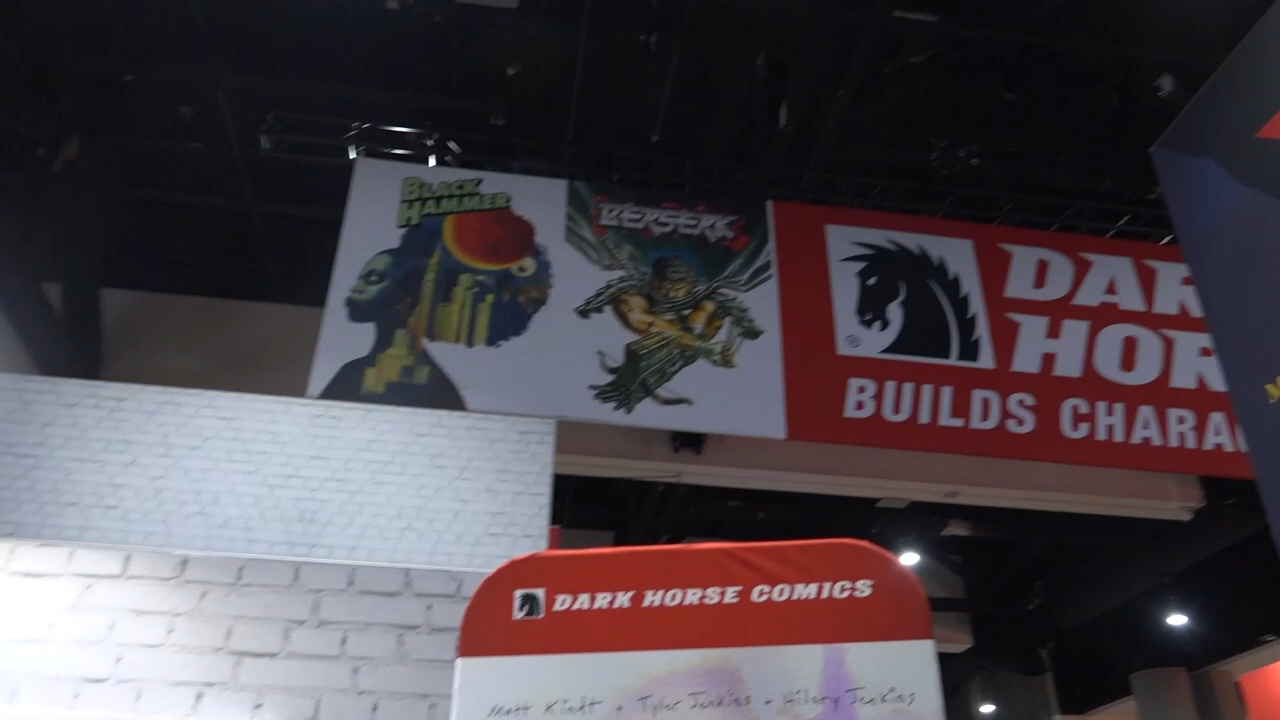 BLACK
HAMMER
BERSERK
DAR
HOR
BUILDS CHARA
®
DARK HORSE COMICS
Matt Kindt + Tyler Jenkins + Hilary Jenkins